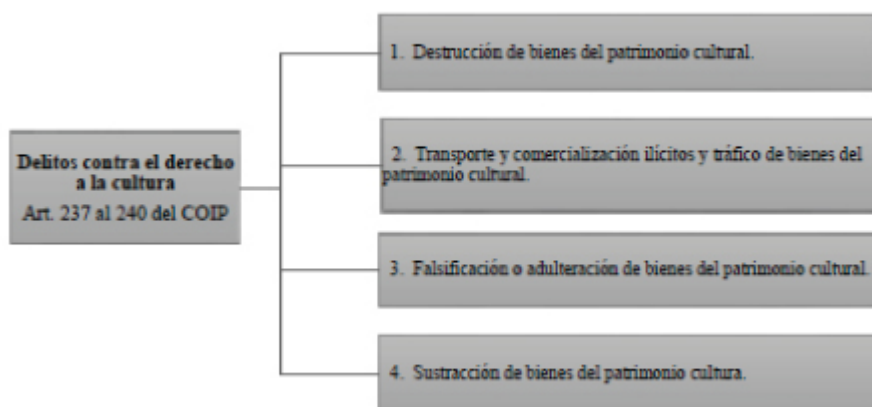 Delitos contra el derecho
a la cultura
Art. 237 al 240 del COIP
1. Destrucción de bienes del patrimonio cultural.
2. Transporte y comercialización ilícitos y tráfico de bienes del
patrimonio cultural.
3. Falsificación o adulteración de bienes del patrimonio cultural.
4. Sustracción de bienes del patrimonio cultura.